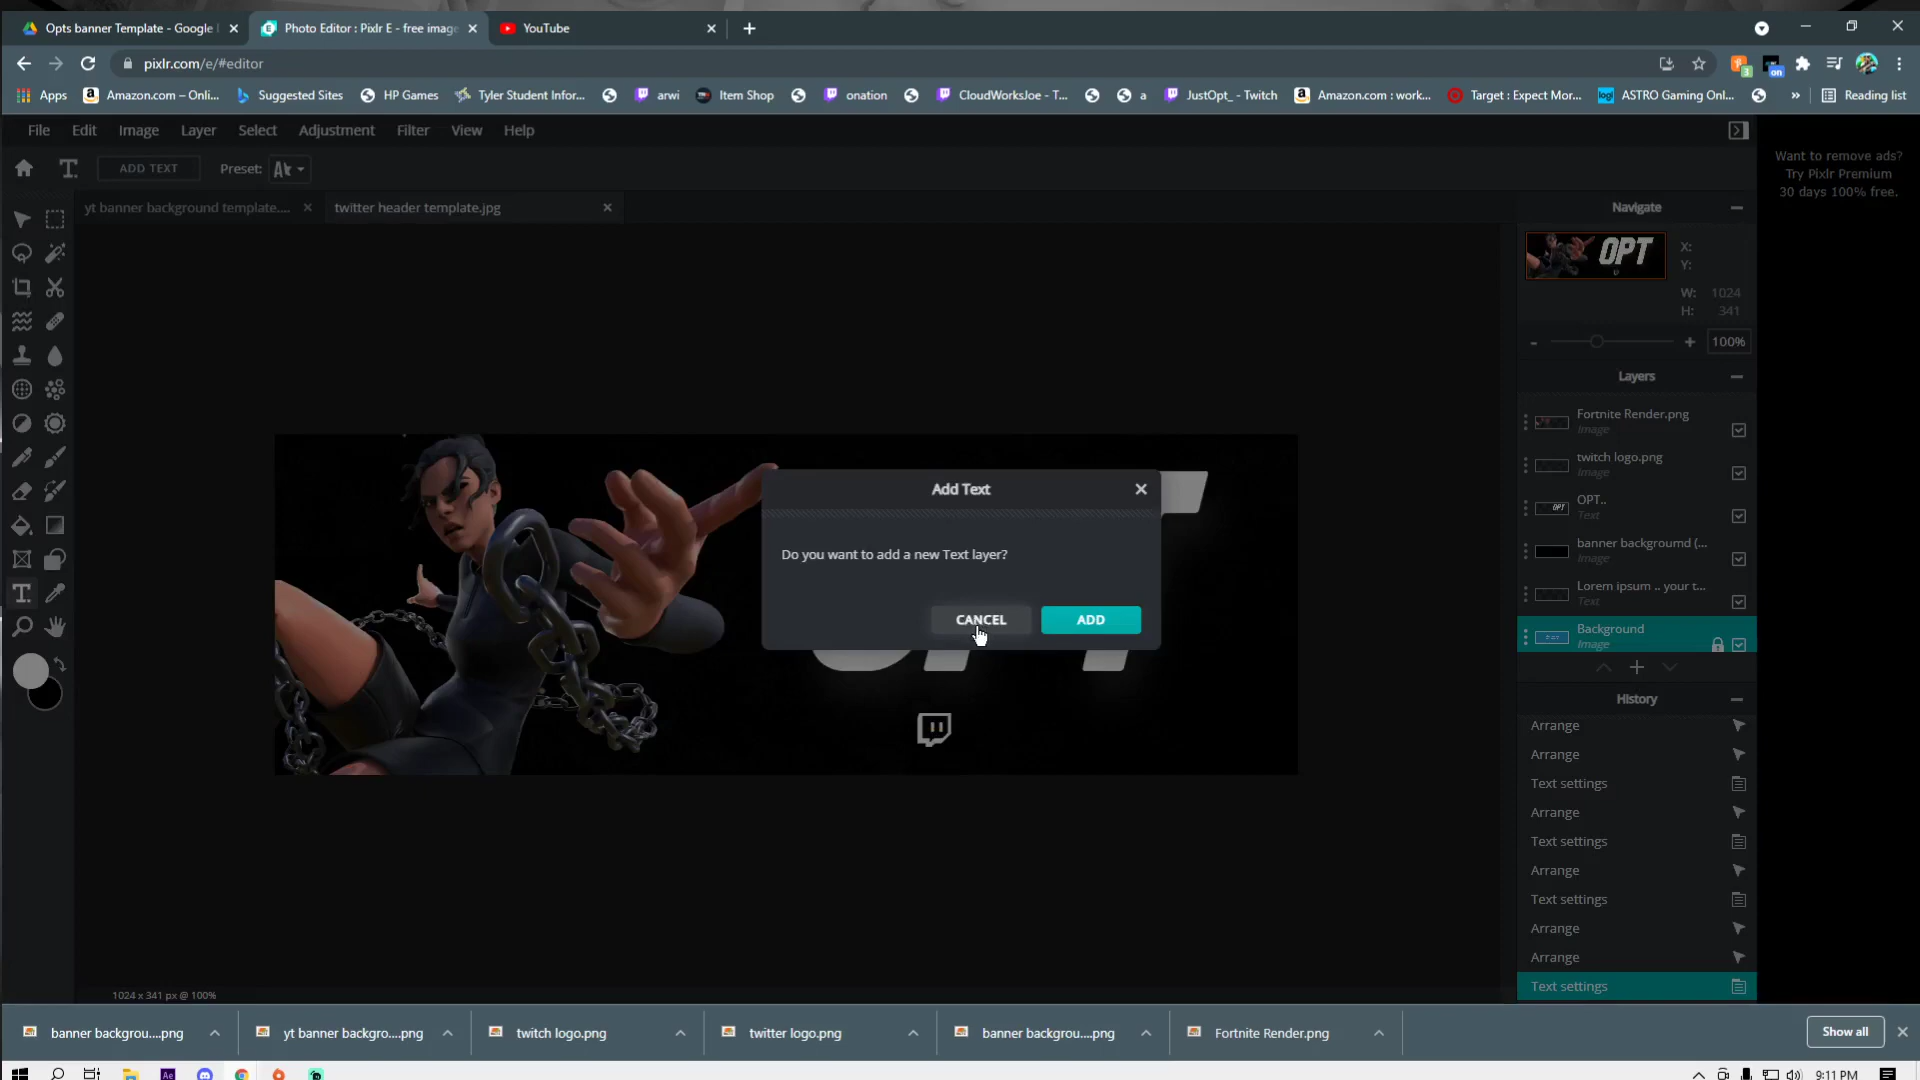 Opts banner Template - Google
Photo Editor : Pixlr E - free image
YouTube
pixlr.com/e/#editor
3
on
Apps
Amazon.com – Onli...
Suggested Sites
HP Games
Tyler Student Infor...
arwi
Item Shop
onation
CloudWorksJoe - T...
a
JustOpt_ - Twitch
Amazon.com : work...
Target : Expect Mor...
logi
ASTRO Gaming Onl...
»
Reading list
File
Edit
Image
Layer
Select
Adjustment
Filter
View
Help
T.
ADD TEXT
Preset:
Want to remove ads?
Try Pixlr Premium
30 days 100% free.
yt banner background template....
twitter header template.jpg
Navigate
OPT
X:
Y:
W: 1024
H: 341
- + 100%
Layers
Fortnite Render.png
Image
twitch logo.png
Image
OPT..
Text
OPT
banner backgroumd (...
Image
Lorem ipsum .. your t...
Text
Background
Image
Add Text
Do you want to add a new Text layer?
CANCEL
ADD
History
Arrange
Arrange
Text settings
Arrange
Text settings
Arrange
Text settings
Arrange
Arrange
Text settings
1024 x 341 px @ 100%
banner backgrou....png
yt banner backgro....png
twitch logo.png
twitter logo.png
banner backgrou....png
Fortnite Render.png
Show all
Ae
9:11 PM